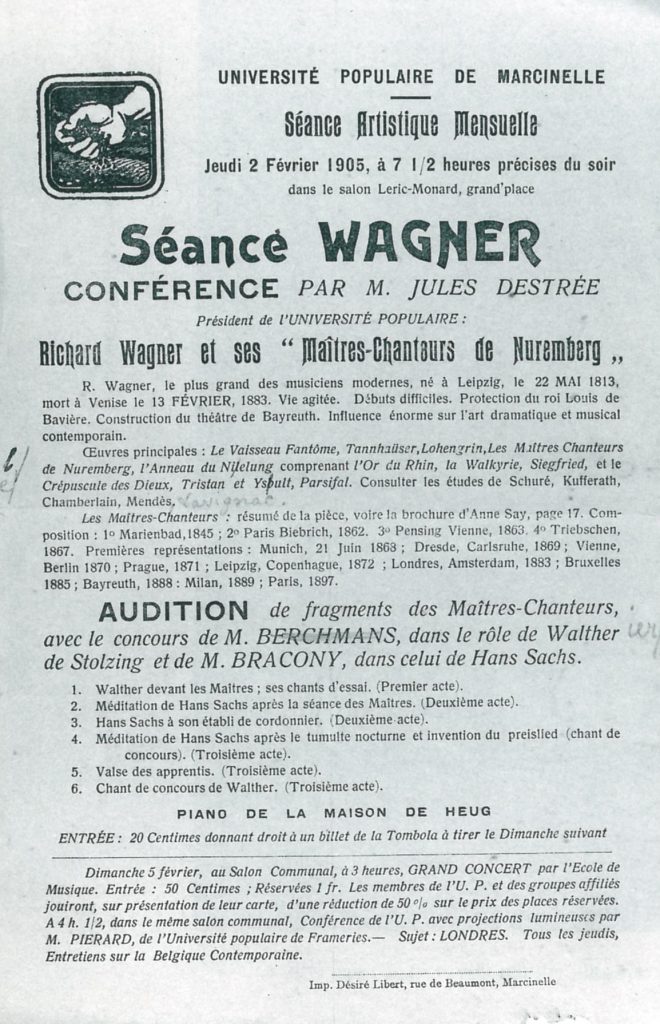 UNIVERSITÉ POPULAIRE DE MARCINELLE
Séance Artistique Mensuelle
Jeudi 2 Février 1905, à 7 1/2 heures précises du soir
dans le salon Leric-Monard, grand'place
Séance WAGNER
CONFÉRENCE PAR M. JULES DESTRÉE
Président de l'UNIVERSITÉ POPULAIRE :
Richard Wagner et ses “ Maîtres-Chanteurs de Nuremberg „
R. Wagner, le plus grand des musiciens modernes, né à Leipzig, le 22 MAI 1813,
mort à Venise le 13 FÉVRIER, 1883. Vie agitée. Débuts difficiles. Protection du roi Louis de
Bavière. Construction du théâtre de Bayreuth. Influence énorme sur l'art dramatique et musical
contemporain.
Œuvres principales : Le Vaisseau Fantôme, Tannhaüser,Lohengrin,Les Maîtres Chanteurs
de Nuremberg, l'Anneau du Nibelung comprenant l'Or du Rhin, la Walkyrie, Siegfried, et le
Crépuscule des Dieux, Tristan et Yseult, Parsifal. Consulter les études de Schuré, Kufferath,
Chamberlain, Mendès, Lavignac.
Les Maîtres-Chanteurs : résumé de la pièce, voire la brochure d'Anne Say, page 17. Com-
position : 1o Marienbad,1845 ; 2o Paris Biebrich, 1862. 3o Pensing Vienne, 1863. 4o Triebschen,
1867. Premières représentations : Munich, 21 Juin 1868 ; Dresde, Carlsruhe, 1869 ; Vienne,
Berlin 1870 ; Prague, 1871 ; Leipzig, Copenhague, 1872 ; Londres, Amsterdam, 1883 ; Bruxelles
1885 ; Bayreuth, 1888 : Milan, 1889 ; Paris, 1897.
AUDITION de fragments des Maîtres-Chanteurs,
avec le concours de M. BERCHMANS, dans le rôle de Walther
de Stolzing et de M. BRACONY, dans celui de Hans Sachs.
1. Walther devant les Maîtres ; ses chants d'essai. (Premier acte).
2. Méditation de Hans Sachs après la séance des Maîtres. (Deuxième acte).
3. Hans Sachs à son établi de cordonnier. (Deuxième acte).
4. Méditation de Hans Sachs après le tumulte nocturne et invention du preislied (chant de
concours). (Troisième acte).
5. Valse des apprentis. (Troisième acte).
6. Chant de concours de Walther. (Troisième acte).
PIANO DE LA MAISON DE HEUG
ENTRÉE : 20 Centimes donnant droit à un billet de la Tombola à tirer le Dimanche suivant
Dimanche 5 février, au Salon Communal, à 3 heures, GRAND CONCERT par l'Ecole de
Musique. Entrée : 50 Centimes ; Réservées 1 fr. Les membres de l'U. P. et des groupes affiliés
jouiront, sur présentation de leur carte, d'une réduction de 50 o/o sur le prix des places réservées.
A 4 h. 1/2, dans le même salon communal, Conférence de l'U. P. avec projections lumineuses par
M. PIERARD, de l'Université populaire de Frameries.— Sujet : LONDRES. Tous les jeudis,
Entretiens sur la Belgique Contemporaine.
Imp. Désiré Libert, rue de Beaumont, Marcinelle